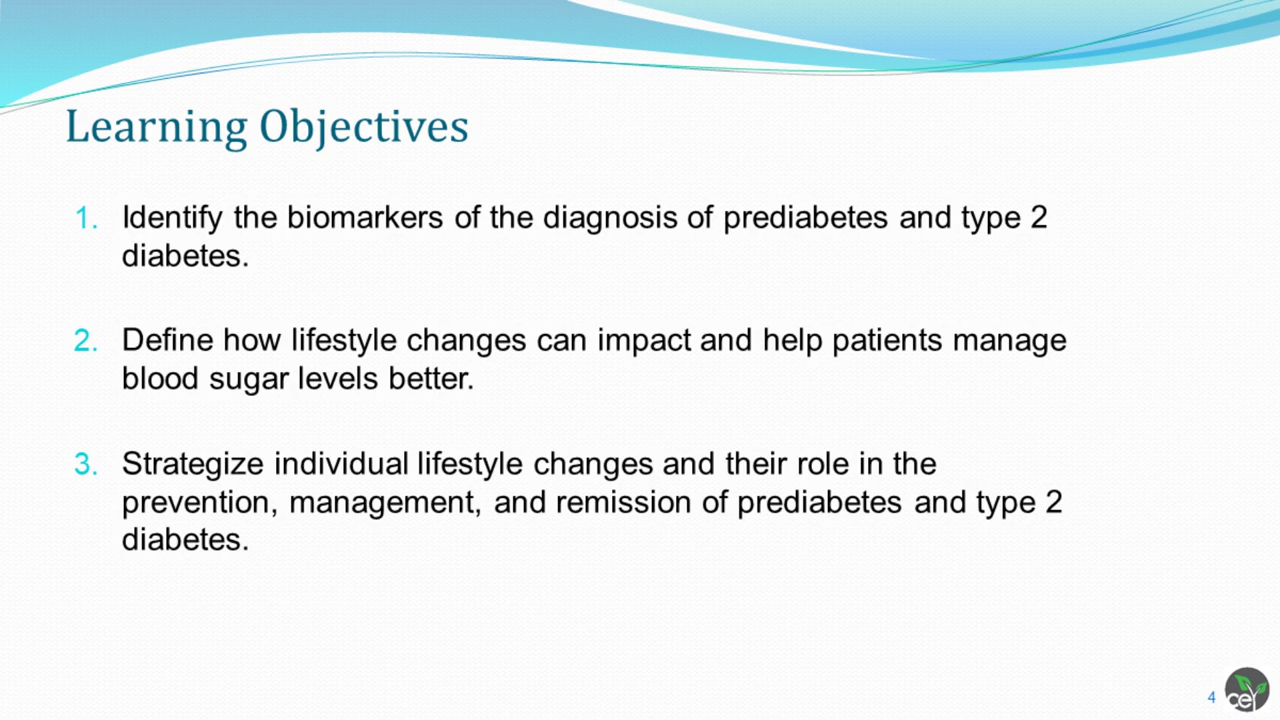 Learning Objectives
1. Identify the biomarkers of the diagnosis of prediabetes and type 2
diabetes.
2. Define how lifestyle changes can impact and help patients manage
blood sugar levels better.
3. Strategize individual lifestyle changes and their role in the
prevention, management, and remission of prediabetes and type 2
diabetes.
4
cey